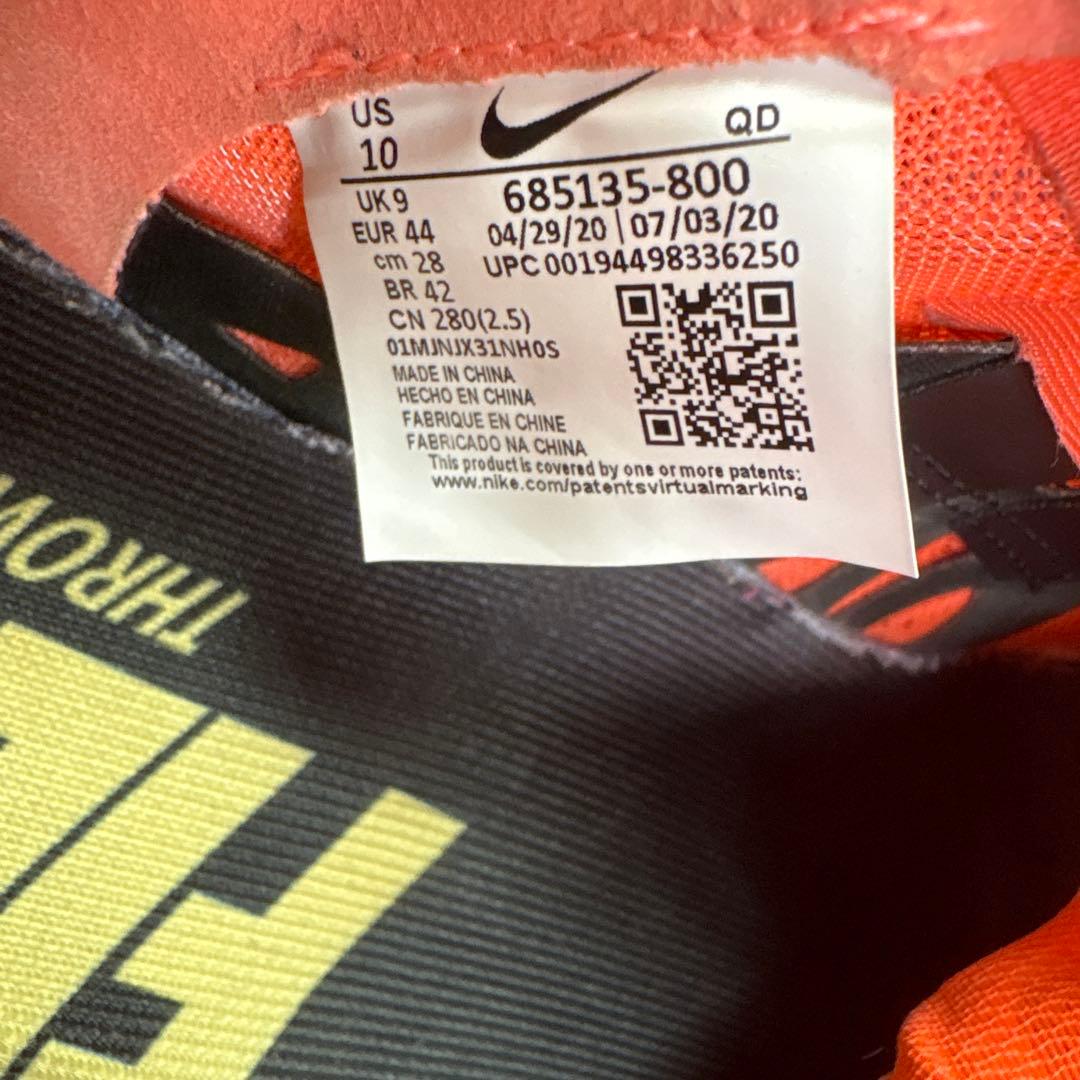 US
10
QD
UK 9
685135-800
EUR 44
04/29/20 | 07/03/20
cm 28
UPC 00194498336250
BR 42
CN 280(2.5)
01MJNJX31NH0S
MADE IN CHINA
HECHO EN CHINA
FABRIQUE EN CHINE
FABRICADO NA CHINA
This product is covered by one or more patents:
www.nike.com/patentsvirtualmarking
THROW